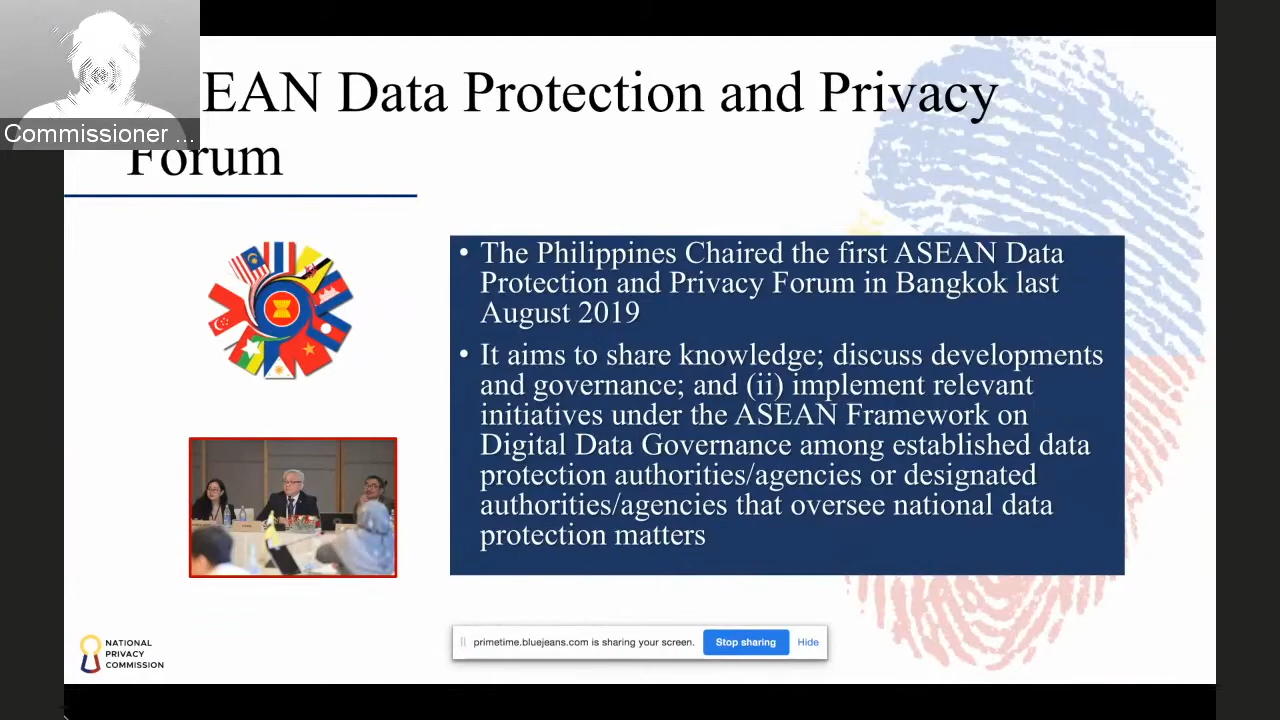 EAN Data Protection and Privacy
Commissioner ...
Forum
• The Philippines Chaired the first ASEAN Data
Protection and Privacy Forum in Bangkok last
August 2019
• It aims to share knowledge; discuss developments
and governance; and (ii) implement relevant
initiatives under the ASEAN Framework on
Digital Data Governance among established data
protection authorities/agencies or designated
authorities/agencies that oversee national data
protection matters
NATIONAL
PRIVACY
COMMISSION
primetime.bluejeans.com is sharing your screen. Stop sharing Hide